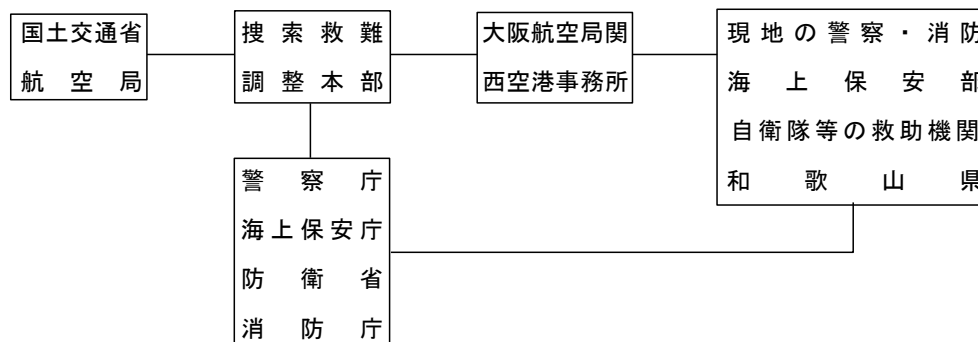 国土交通省
航空局
捜索救難
調整本部
大阪航空局関
西空港事務所
現地の警察・消防
海上保安部
自衛隊等の救助機関
和歌山県
警察庁
海上保安庁
防衛省
消防庁